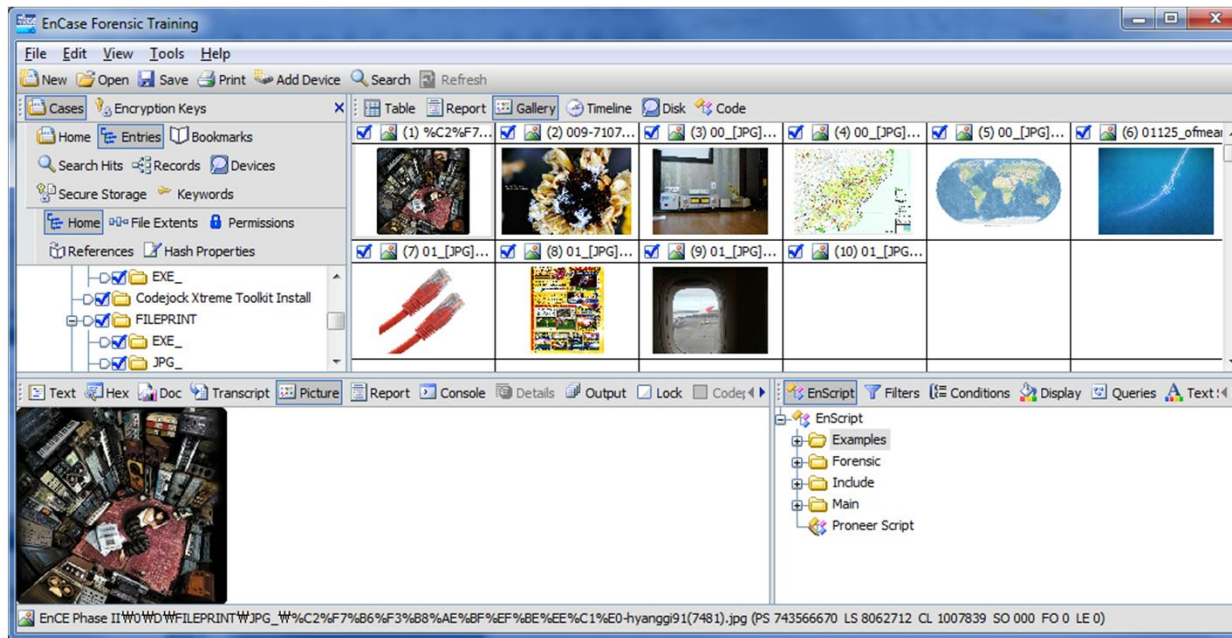 EnCase Forensic Training
File Edit View Tools Help
New Open Save Print Add Device Search Refresh
Cases Encryption Keys
Home Entries Bookmarks
Search Hits Records Devices
Secure Storage Keywords
Home File Extents Permissions
References Hash Properties
EXE_
Codejock Xtreme Toolkit Install
FILEPRINT
EXE_
JPG_
Table Report Gallery Timeline Disk Code
(1) %C2%F7... (2) 009-7107... (3) 00_[JPG]... (4) 00_[JPG]... (5) 00_[JPG]... (6) 01125_ofmear
(7) 01_[JPG]... (8) 01_[JPG]... (9) 01_[JPG]... (10) 01_[JPG...
Text Hex Doc Transcript Picture Report Console Details Output Lock
EnScript Filters Conditions Display Queries Text
EnScript
Examples
Forensic
Include
Main
Proneer Script
EnCE Phase II₩0₩D₩FILEPRINT₩JPG_₩%C2%F7%B6%F3%B8%AE%BF%EF%BE%EE%C1%E0-hyanggi91(7481).jpg (PS 743566670 LS 8062712 CL 1007839 SO 000 FO 0 LE 0)